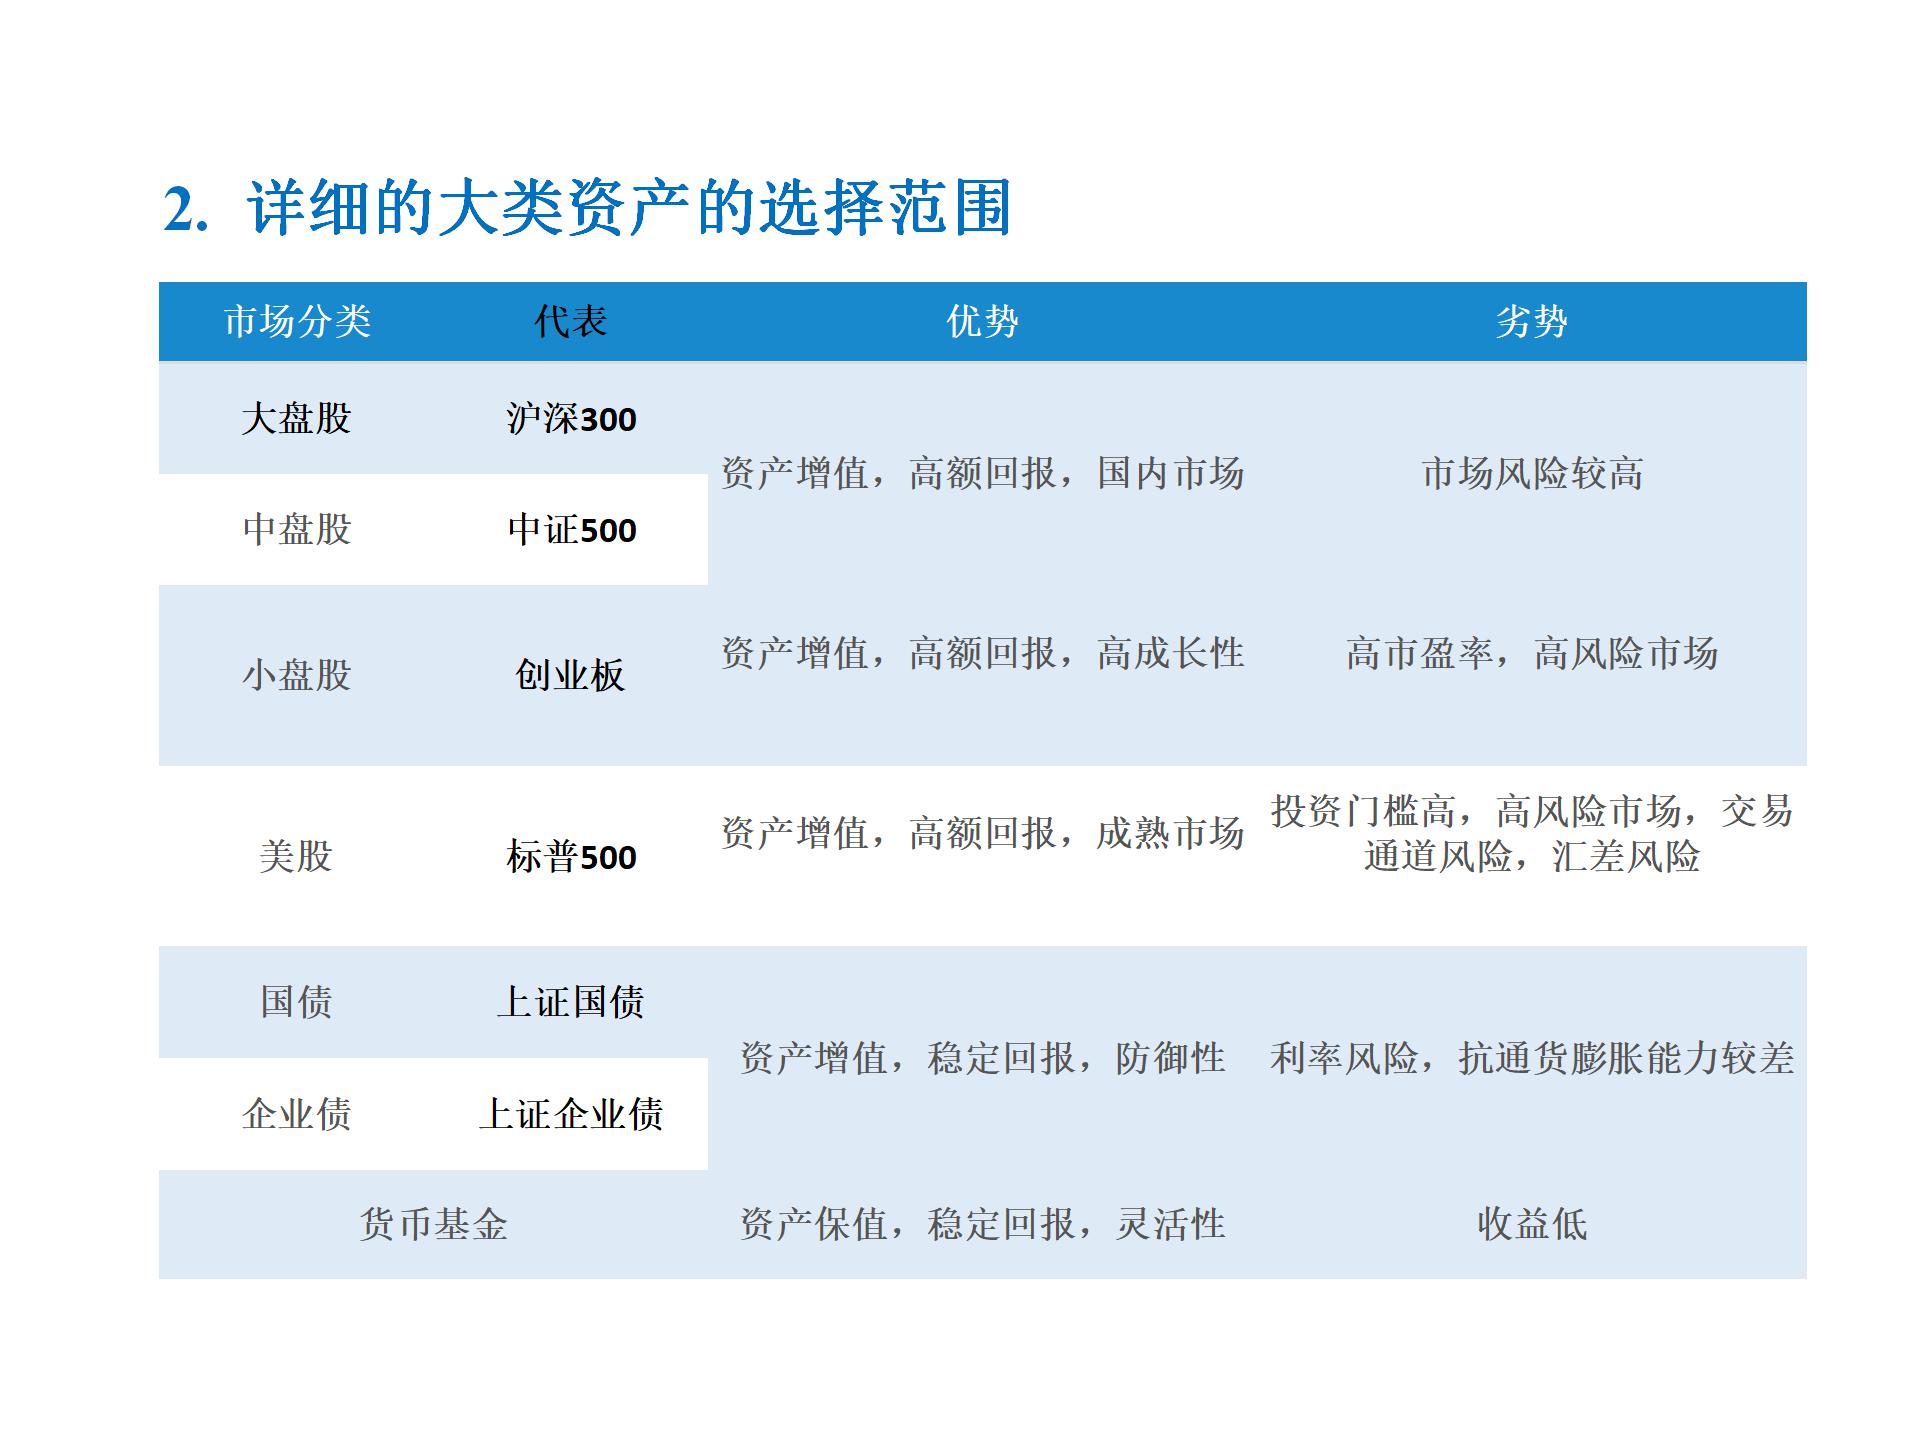 2. 详细的大类资产的选择范围
市场分类 代表 优势 劣势
大盘股 沪深300
资产增值，高额回报，国内市场 市场风险较高
中盘股 中证500
小盘股 创业板 资产增值，高额回报，高成长性 高市盈率，高风险市场
美股 标普500 资产增值，高额回报，成熟市场 投资门槛高，高风险市场，交易
通道风险，汇差风险
国债 上证国债
资产增值，稳定回报，防御性 利率风险，抗通货膨胀能力较差
企业债 上证企业债
货币基金 资产保值，稳定回报，灵活性 收益低